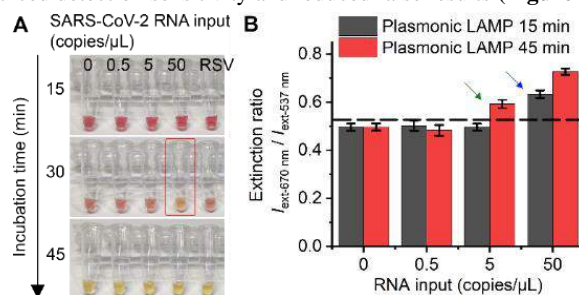 A SARS-CoV-2 RNA input
(copies/µL)
0 0.5 5 50 RSV
Incubation time (min)
15
30
45
B
Plasmonic LAMP 15 min
Plasmonic LAMP 45 min
Extinction ratio
I ext-670 nm / I ext-537 nm
0.8
0.6
0.4
0.2
0.0
0 0.5 5 50
RNA input (copies/µL)